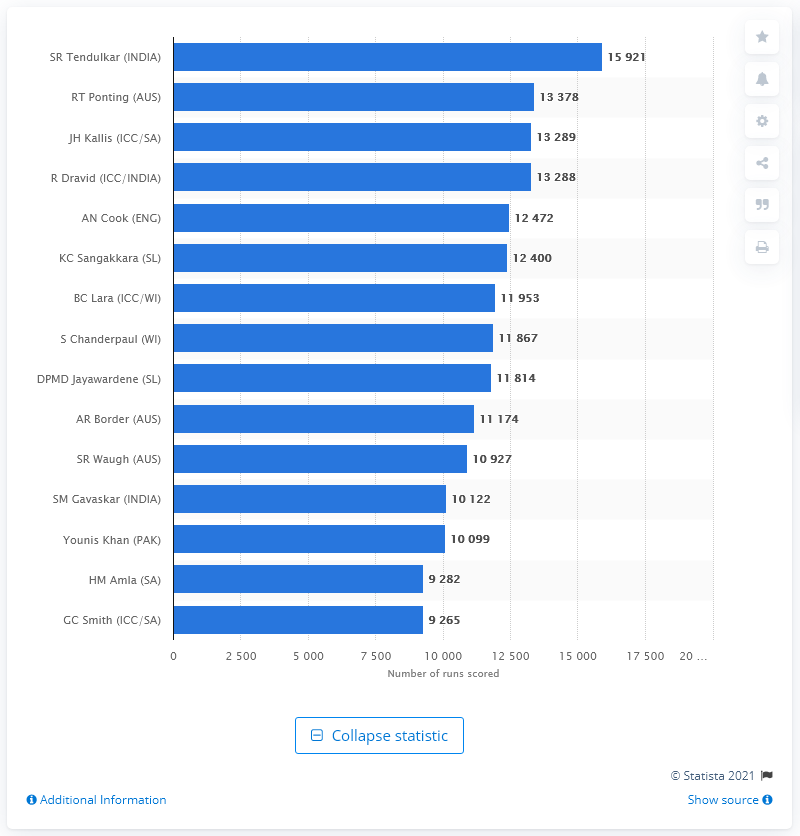 SR Tendulkar (INDIA) 15 921
RT Ponting (AUS) 13 378
JH Kallis (ICC/SA) 13 289
R Dravid (ICC/INDIA) 13 288
AN Cook (ENG) 12 472
KC Sangakkara (SL) 12 400
BC Lara (ICC/WI) 11 953
S Chanderpaul (WI) 11 867
DPMD Jayawardene (SL) 11 814
AR Border (AUS) 11 174
SR Waugh (AUS) 10 927
SM Gavaskar (INDIA) 10 122
Younis Khan (PAK) 10 099
HM Amla (SA) 9 282
GC Smith (ICC/SA) 9 265
0 2 500 5 000 7 500 10 000 12 500 15 000 17 500 20 ...
Number of runs scored
Collapse statistic
© Statista 2021
Additional Information Show source